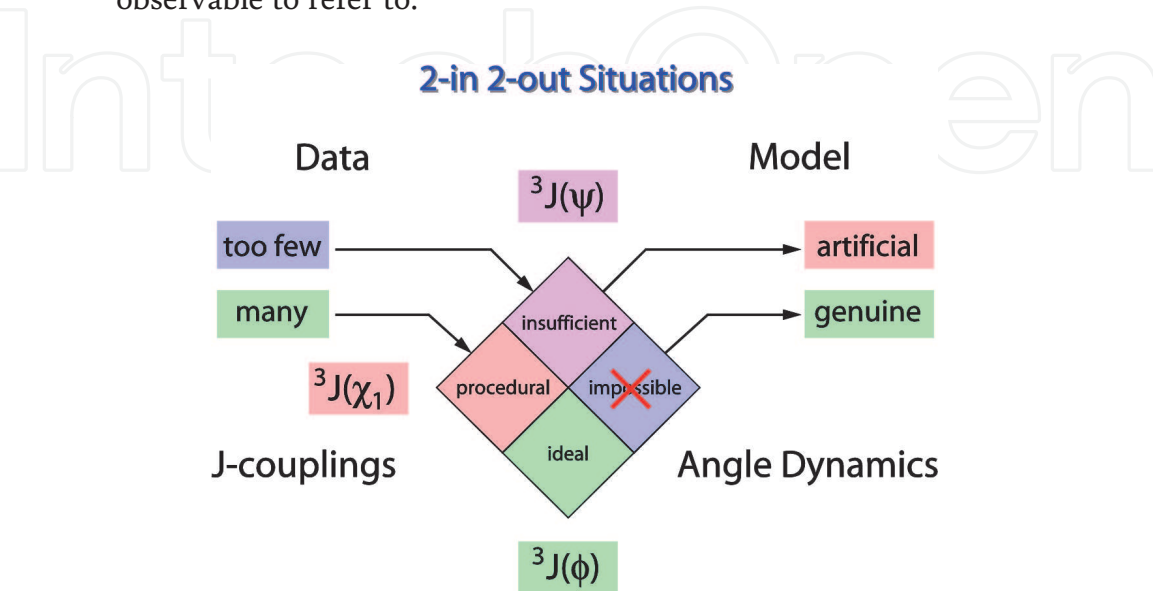 observable to refer to.
IntechOpen
2-in 2-out Situations
Data
Model
³J(ψ)
too few
artificial
many
genuine
insufficient
procedural
impossible
³J(χ₁)
ideal
J-couplings
Angle Dynamics
³J(ϕ)